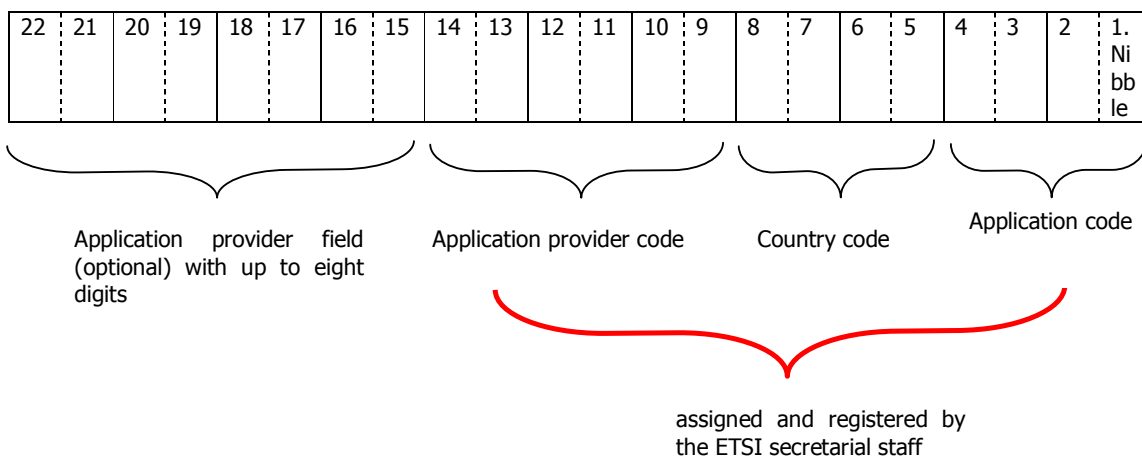 22 21 20 19 18 17 16 15 14 13 12 11 10 9 8 7 6 5 4 3 2 1.
Ni
bb
le
Application provider field
(optional) with up to eight
digits
Application provider code
Country code
Application code
assigned and registered by
the ETSI secretarial staff